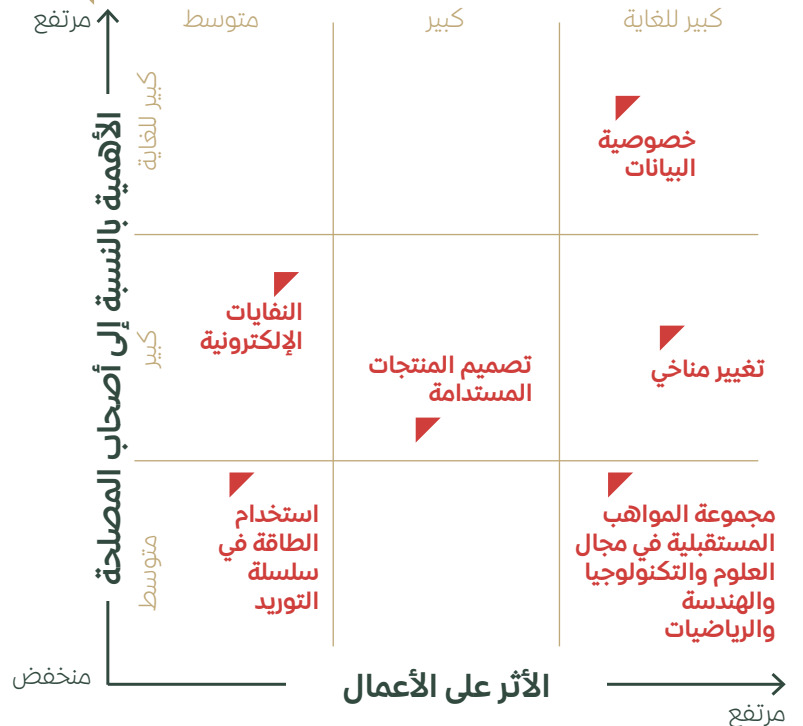 مرتفع
متوسط
كبير
كبير للغاية
الأهمية بالنسبة إلى أصحاب المصلحة
كبير للغاية
خصوصية
البيانات
كبير
النفايات
الإلكترونية
تصميم المنتجات
المستدامة
تغيير مناخي
متوسط
استخدام
الطاقة في
سلسلة
التوريد
مجموعة المواهب
المستقبلية في مجال
العلوم والتكنولوجيا
والهندسة
والرياضيات
منخفض
الأثر على الأعمال
مرتفع